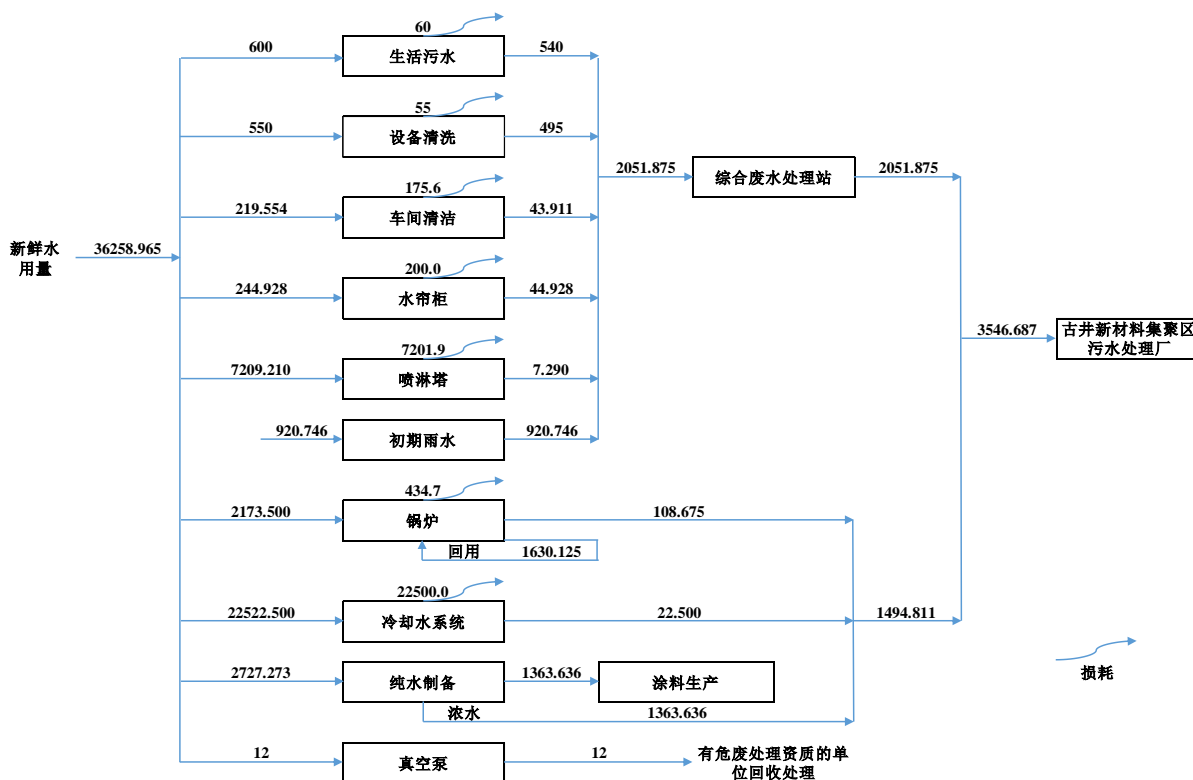 60
600
生活污水
540
55
550
设备清洗
495
2051.875
综合废水处理站
2051.875
175.6
219.554
车间清洁
43.911
新鲜水
用量
36258.965
200.0
244.928
水帘柜
44.928
3546.687
古井新材料集聚区
污水处理厂
7201.9
7209.210
喷淋塔
7.290
920.746
初期雨水
920.746
434.7
2173.500
锅炉
108.675
回用
1630.125
22500.0
22522.500
冷却水系统
22.500
1494.811
2727.273
纯水制备
1363.636
涂料生产
损耗
浓水
1363.636
12
真空泵
12
有危废处理资质的单
位回收处理